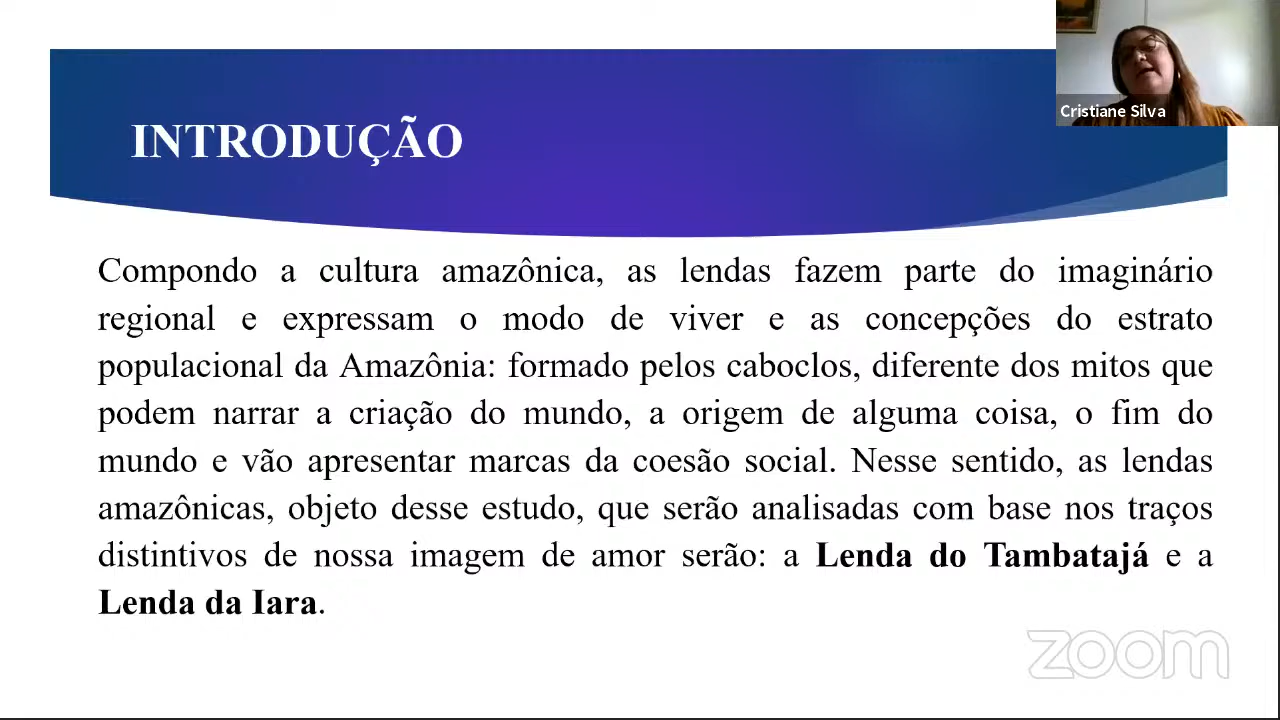 Cristiane Silva
INTRODUÇÃO
Compondo a cultura amazônica, as lendas fazem parte do imaginário
regional e expressam o modo de viver e as concepções do estrato
populacional da Amazônia: formado pelos caboclos, diferente dos mitos que
podem narrar a criação do mundo, a origem de alguma coisa, o fim do
mundo e vão apresentar marcas da coesão social. Nesse sentido, as lendas
amazônicas, objeto desse estudo, que serão analisadas com base nos traços
distintivos de nossa imagem de amor serão: a Lenda do Tambatajá e a
Lenda da Iara.
zoom